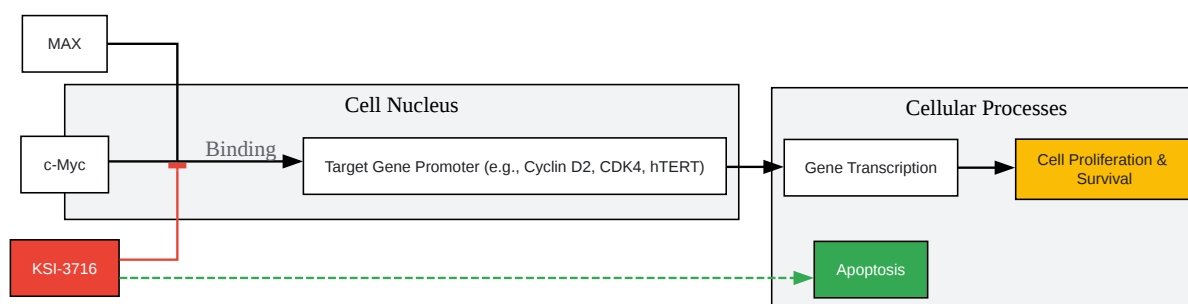 MAX
Cell Nucleus
Cellular Processes
c-Myc
Binding
Target Gene Promoter (e.g., Cyclin D2, CDK4, hTERT)
Gene Transcription
Cell Proliferation &
Survival
KSI-3716
Apoptosis